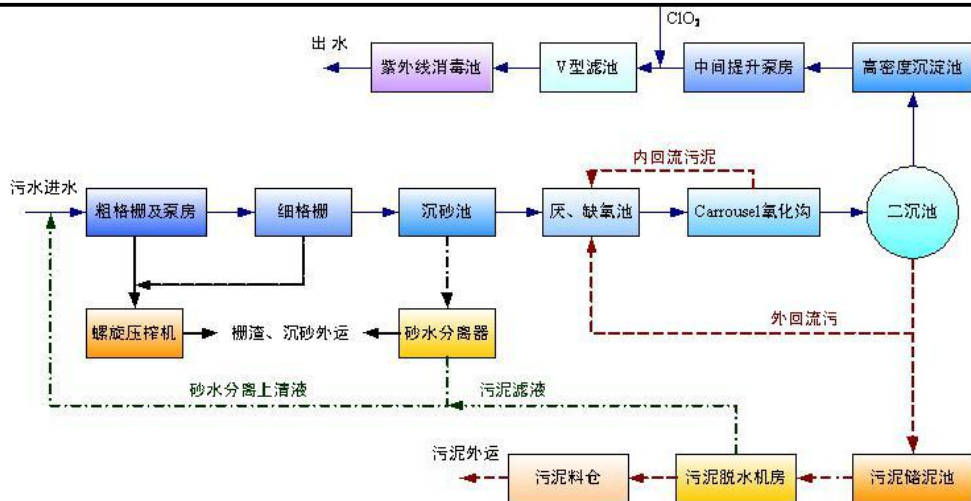 ClO₂
出水
紫外线消毒池
V型滤池
中间提升泵房
高密度沉淀池
内回流污泥
污水进水
粗格栅及泵房
细格栅
沉砂池
厌、缺氧池
Carrousel氧化沟
二沉池
螺旋压榨机
栅渣、沉砂外运
砂水分离器
外回流污
砂水分离上清液
污泥滤液
污泥外运
污泥料仓
污泥脱水机房
污泥储泥池